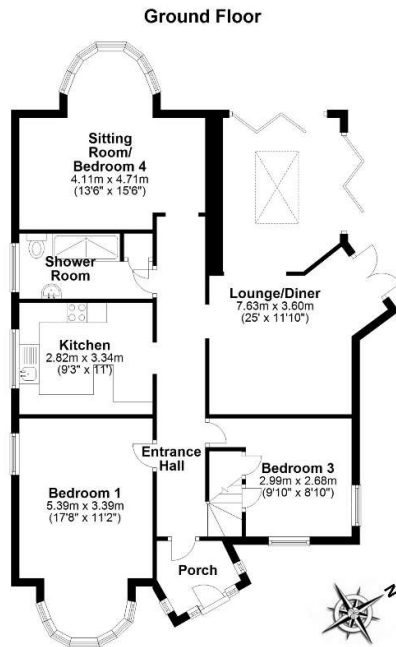 Ground Floor
Sitting
Room/
Bedroom 4
4.11m x 4.71m
(13'6" x 15'6")
Shower
Room
Lounge/Diner
7.63m x 3.60m
(25' x 11'10")
Kitchen
2.82m x 3.34m
(9'3" x 11')
Entrance
Hall
Bedroom 3
2.99m x 2.68m
(9'10" x 8'10")
Bedroom 1
5.39m x 3.39m
(17'8" x 11'2")
Porch
N